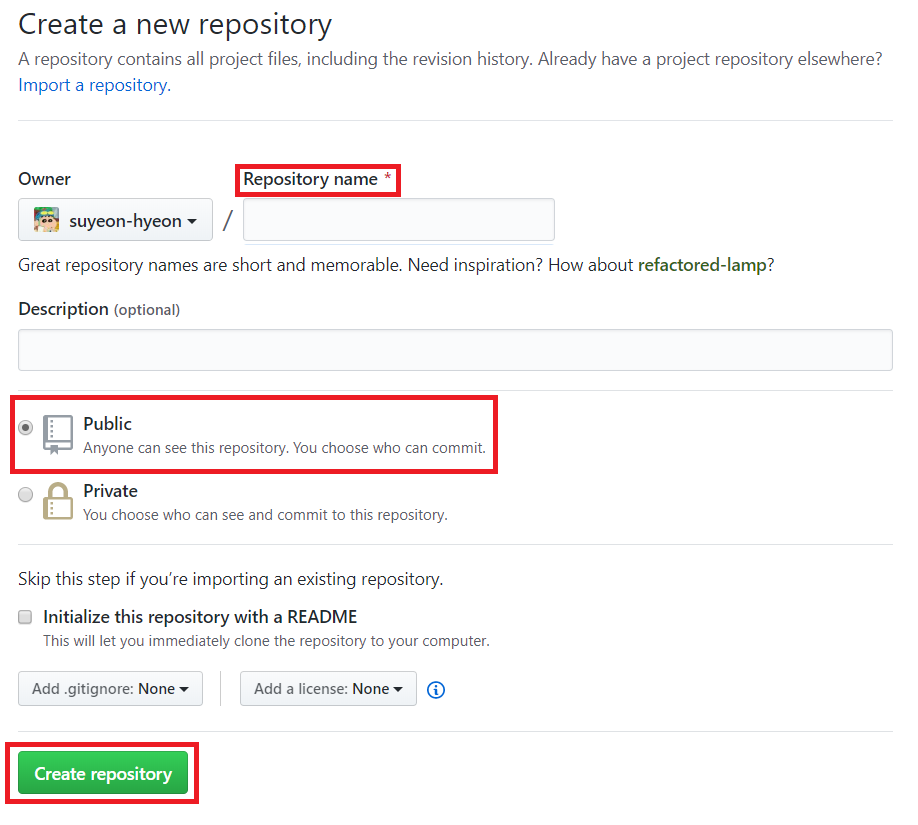 Create a new repository
A repository contains all project files, including the revision history. Already have a project repository elsewhere?
Import a repository.
Owner
Repository name *
suyeon-hyeon
/
Great repository names are short and memorable. Need inspiration? How about refactored-lamp?
Description (optional)
Public
Anyone can see this repository. You choose who can commit.
Private
You choose who can see and commit to this repository.
Skip this step if you’re importing an existing repository.
Initialize this repository with a README
This will let you immediately clone the repository to your computer.
Add .gitignore: None
Add a license: None
Create repository